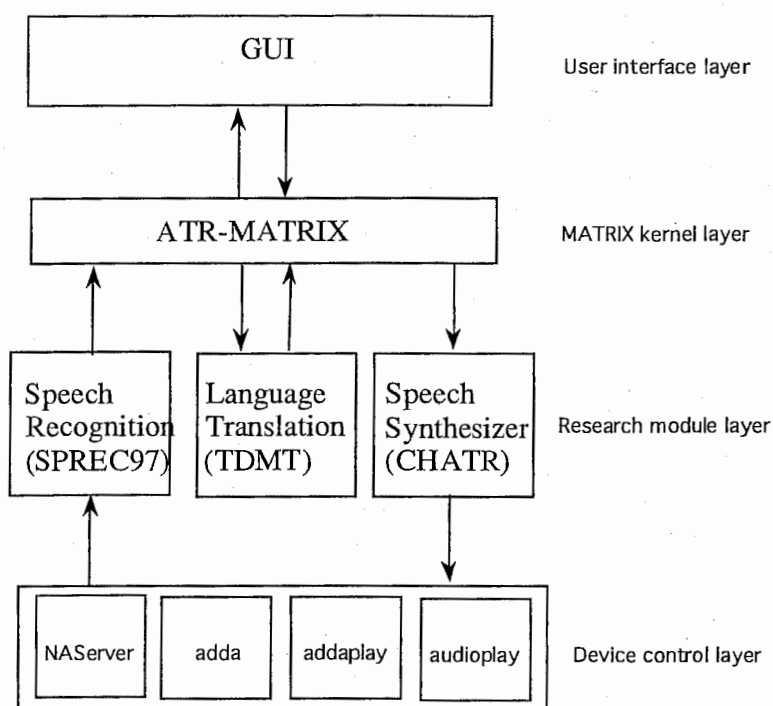 GUI
User interface layer
ATR-MATRIX
MATRIX kernel layer
Speech
Recognition
(SPREC97)
Language
Translation
(TDMT)
Speech
Synthesizer
(CHATR)
Research module layer
NAServer
adda
addaplay
audioplay
Device control layer